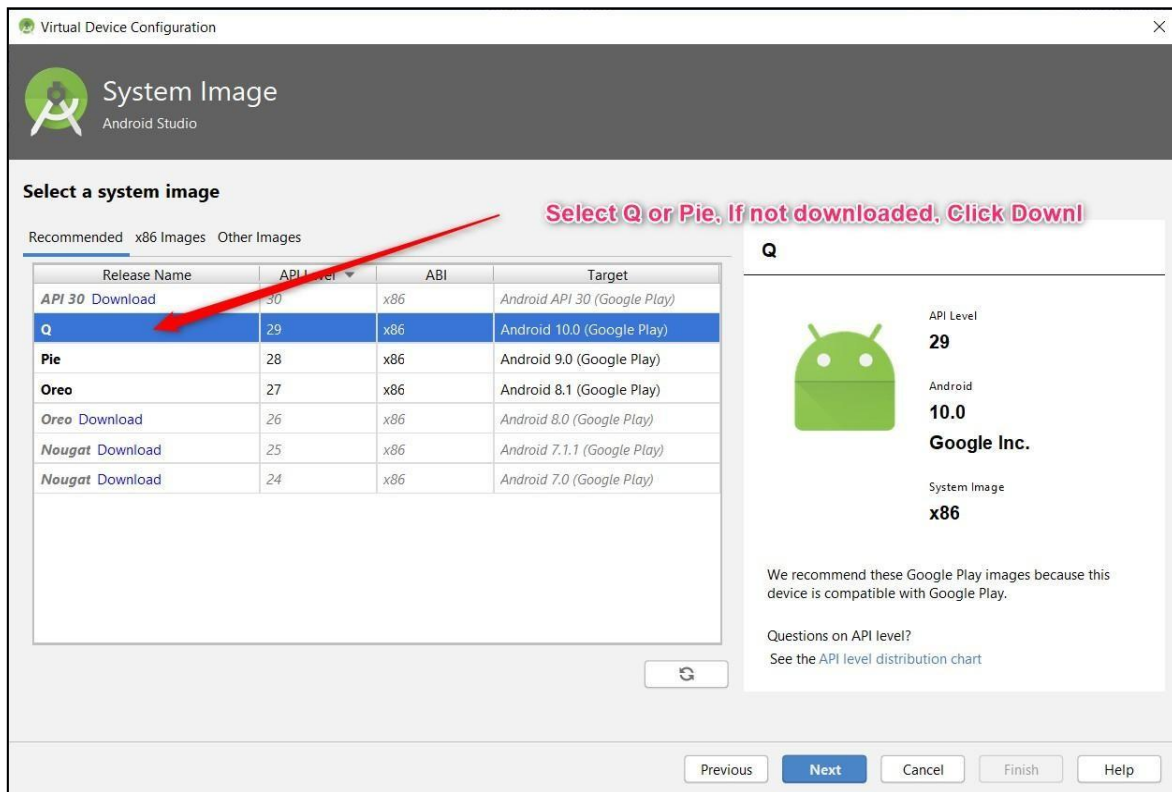 Virtual Device Configuration
System Image
Android Studio
Select a system image
Select Q or Pie, If not downloaded, Click Downl
Recommended x86 Images Other Images
Release Name API Level ABI Target
API 30 Download 30 x86 Android API 30 (Google Play)
Q 29 x86 Android 10.0 (Google Play)
Pie 28 x86 Android 9.0 (Google Play)
Oreo 27 x86 Android 8.1 (Google Play)
Oreo Download 26 x86 Android 8.0 (Google Play)
Nougat Download 25 x86 Android 7.1.1 (Google Play)
Nougat Download 24 x86 Android 7.0 (Google Play)
Q
API Level
29
Android
10.0
Google Inc.
System Image
x86
We recommend these Google Play images because this
device is compatible with Google Play.
Questions on API level?
See the API level distribution chart
Previous Next Cancel Finish Help